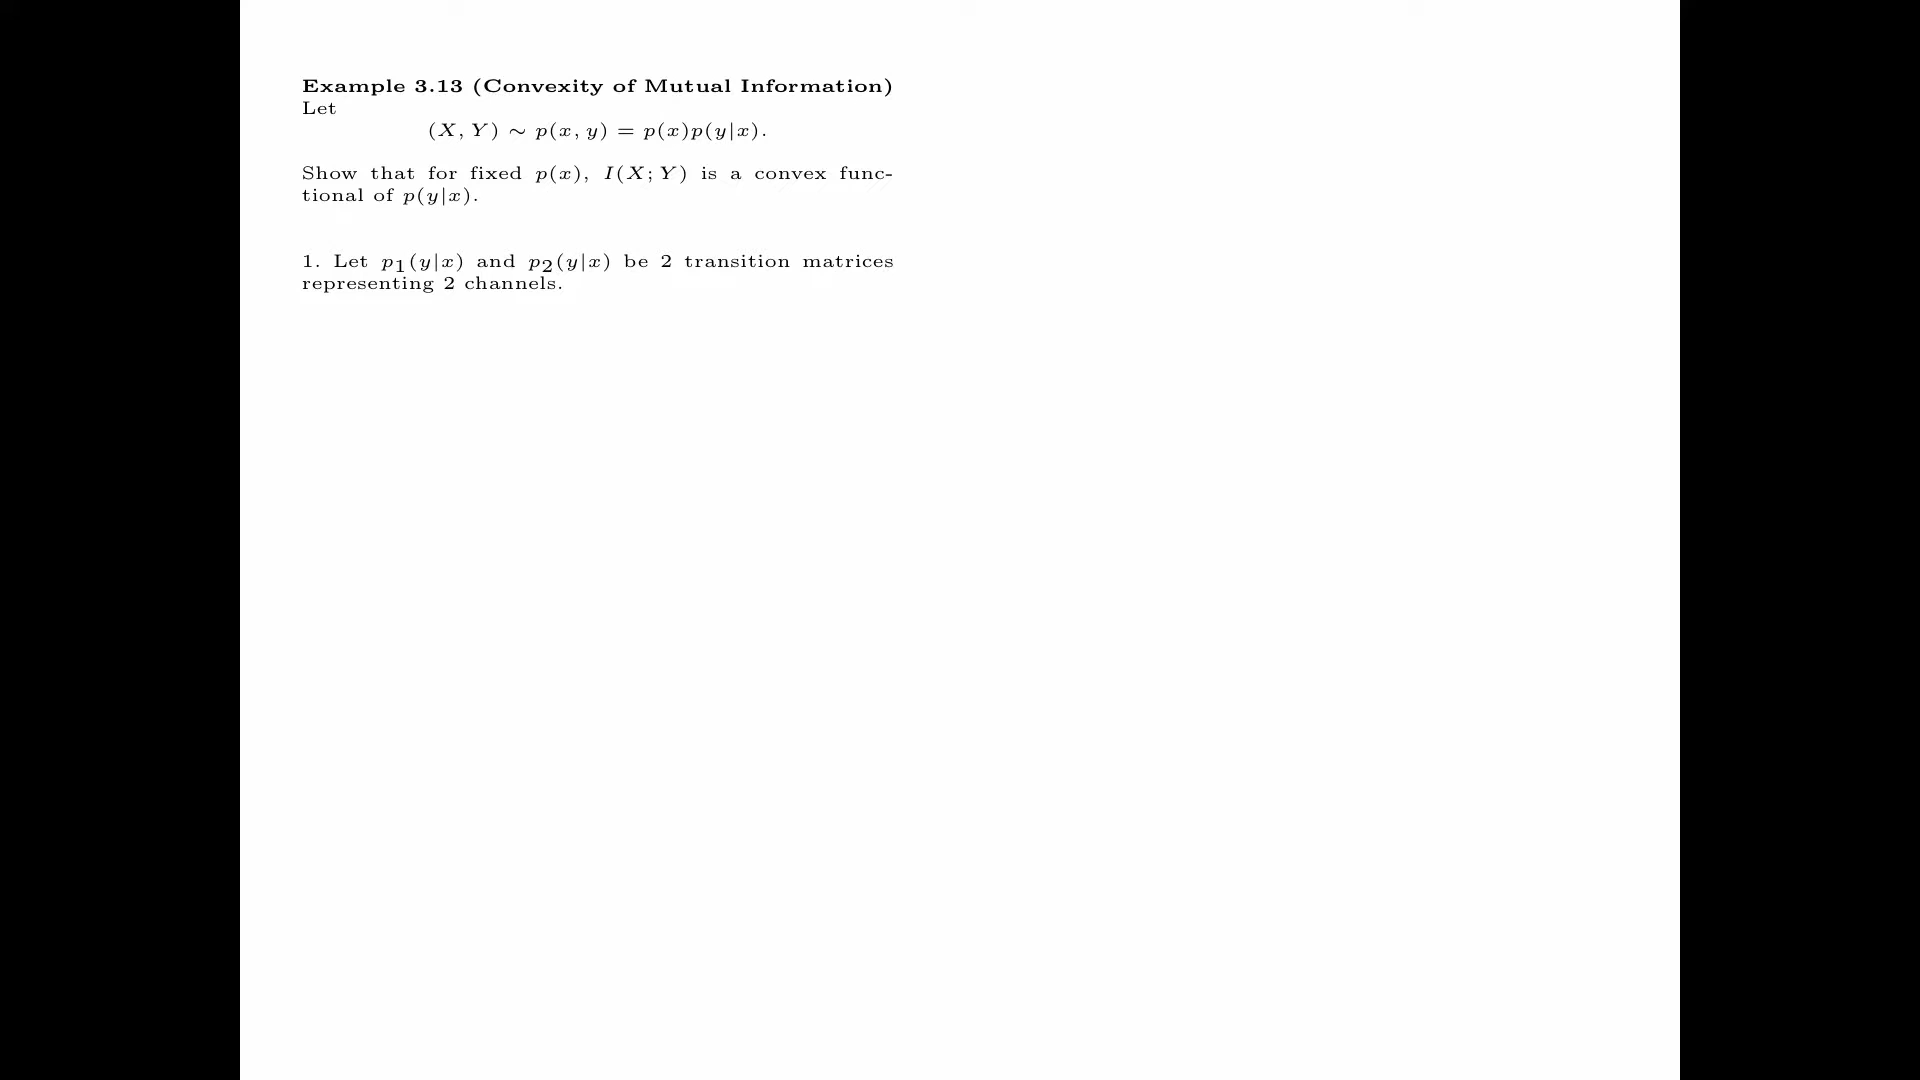 Example 3.13 (Convexity of Mutual Information)
Let
(X, Y) ∼ p(x, y) = p(x)p(y|x).
Show that for fixed p(x), I(X; Y) is a convex func-
tional of p(y|x).
1. Let p₁(y|x) and p₂(y|x) be 2 transition matrices
representing 2 channels.